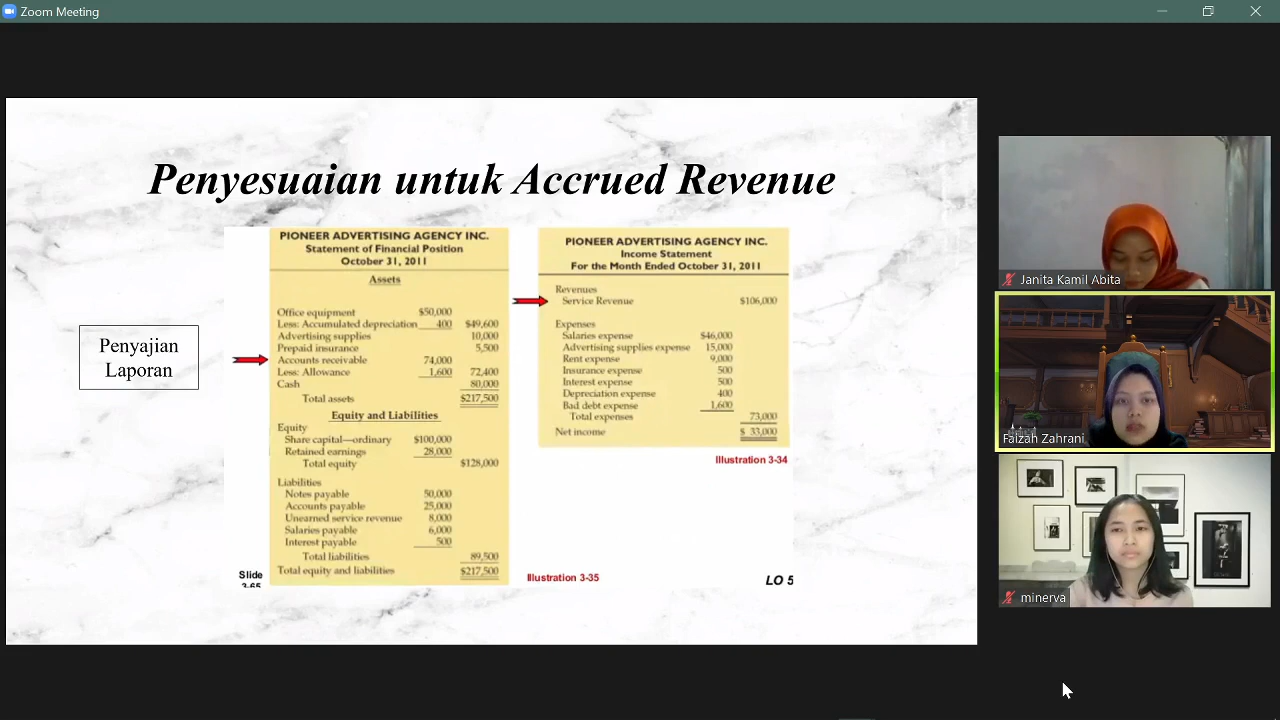 Zoom Meeting
Penyesuaian untuk Accrued Revenue
Penyajian
Laporan
PIONEER ADVERTISING AGENCY INC.
Statement of Financial Position
October 31, 2011
Assets
Office equipment $50,000
Less: Accumulated depreciation 400 $49,600
Advertising supplies 10,000
Prepaid insurance 5,500
Accounts receivable 74,000
Less: Allowance 1,600 72,400
Cash 80,000
Total assets $217,500
Equity and Liabilities
Equity
Share capital—ordinary $100,000
Retained earnings 28,000
Total equity $128,000
Liabilities
Notes payable 50,000
Accounts payable 25,000
Unearned service revenue 8,000
Salaries payable 6,000
Interest payable 500
Total liabilities 89,500
Total equity and liabilities $217,500
Slide
3-65
Illustration 3-35
PIONEER ADVERTISING AGENCY INC.
Income Statement
For the Month Ended October 31, 2011
Revenues
Service Revenue $106,000
Expenses
Salaries expense $46,000
Advertising supplies expense 15,000
Rent expense 9,000
Insurance expense 500
Interest expense 500
Depreciation expense 400
Bad debt expense 1,600
Total expenses 73,000
Net income $ 33,000
Illustration 3-34
LO 5
Janita Kamil Abita
Faizah Zahrani
minerva